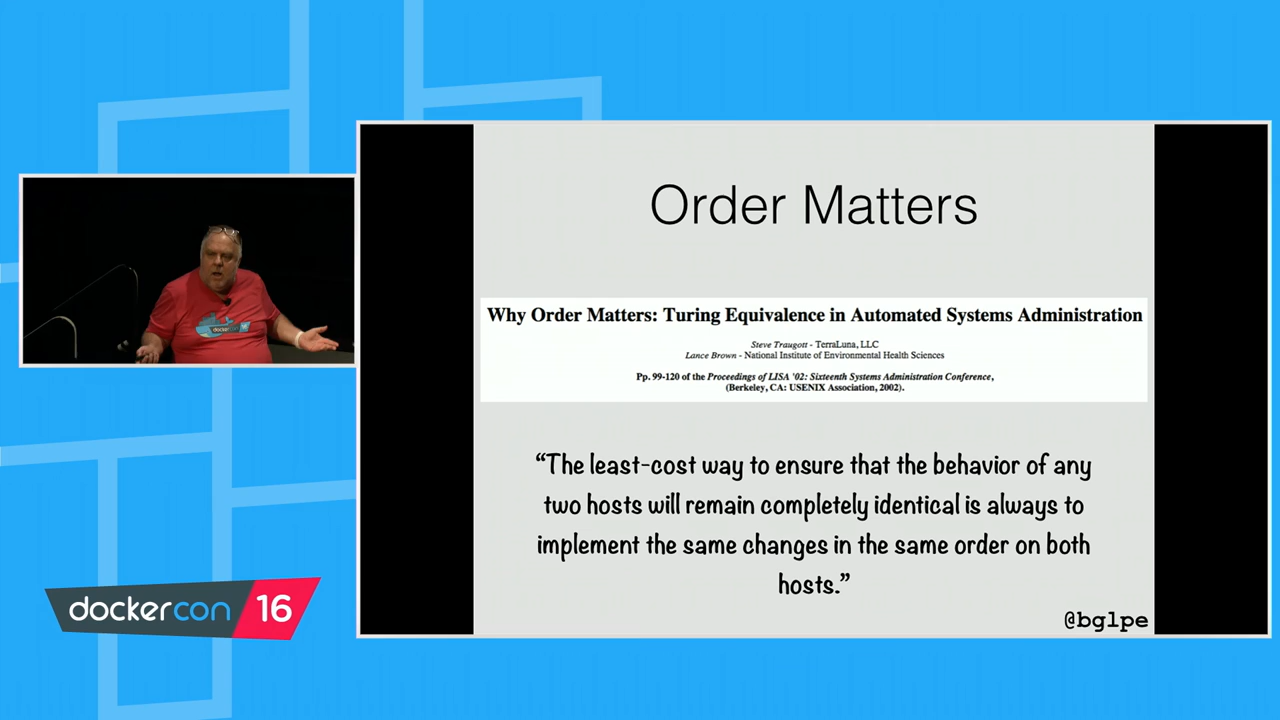 Order Matters
Why Order Matters: Turing Equivalence in Automated Systems Administration
Steve Traugott - TerraLuna, LLC
Lance Brown - National Institute of Environmental Health Sciences
Pp. 99-120 of the Proceedings of LISA '02: Sixteenth Systems Administration Conference,
(Berkeley, CA: USENIX Association, 2002).
“The least-cost way to ensure that the behavior of any
two hosts will remain completely identical is always to
implement the same changes in the same order on both
hosts.”
@bglpe
dockercon
dockercon 16